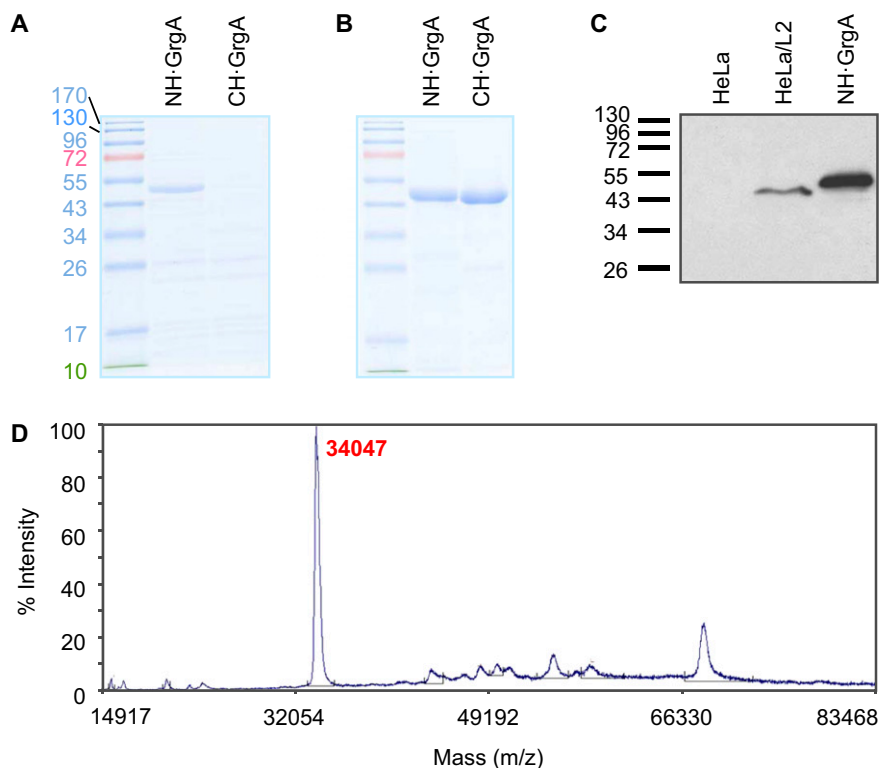 A
NH·GrgA
CH·GrgA
170
130
96
72
55
43
34
26
17
10
B
NH·GrgA
CH·GrgA
C
HeLa
HeLa/L2
NH·GrgA
130
96
72
55
43
34
26
D
34047
% Intensity
100
80
60
40
20
0
14917 32054 49192 66330 83468
Mass (m/z)